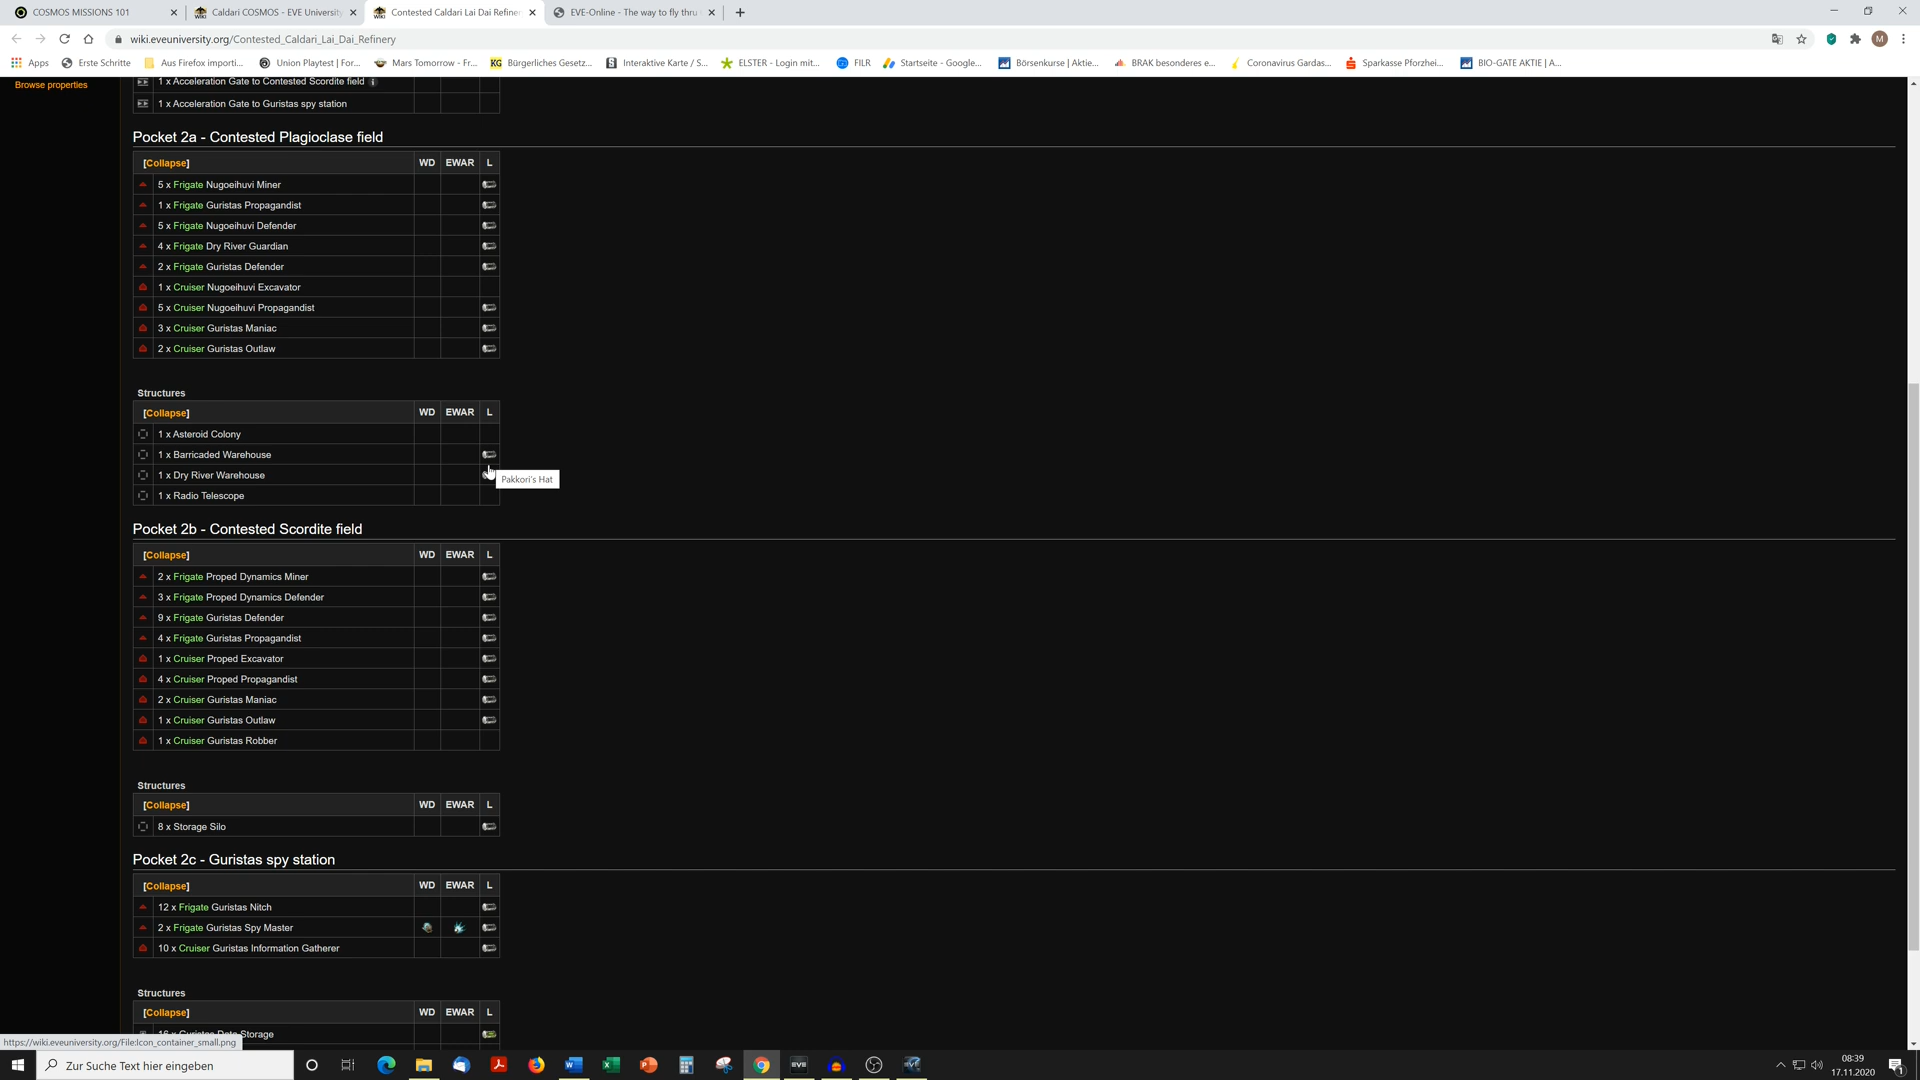 COSMOS MISSIONS 101
Caldari COSMOS - EVE University
Contested Caldari Lai Dai Refiner
EVE-Online - The way to fly thru
wiki.eveuniversity.org/Contested_Caldari_Lai_Dai_Refinery
M
Apps
Erste Schritte
Aus Firefox importi...
Union Playtest | For...
Mars Tomorrow - Fr...
KG Bürgerliches Gesetz...
Interaktive Karte / S...
ELSTER - Login mit...
FILR
Startseite - Google...
Börsenkurse | Aktie...
BRAK besonderes e...
Coronavirus Gardas...
Sparkasse Pforzhei...
BIO-GATE AKTIE | A...
Browse properties
1 x Acceleration Gate to Contested Scordite field
1 x Acceleration Gate to Guristas spy station
Pocket 2a - Contested Plagioclase field
[Collapse] WD EWAR L
5 x Frigate Nugoeihuvi Miner
1 x Frigate Guristas Propagandist
5 x Frigate Nugoeihuvi Defender
4 x Frigate Dry River Guardian
2 x Frigate Guristas Defender
1 x Cruiser Nugoeihuvi Excavator
5 x Cruiser Nugoeihuvi Propagandist
3 x Cruiser Guristas Maniac
2 x Cruiser Guristas Outlaw
Structures
[Collapse] WD EWAR L
1 x Asteroid Colony
1 x Barricaded Warehouse
1 x Dry River Warehouse
Pakkori's Hat
1 x Radio Telescope
Pocket 2b - Contested Scordite field
[Collapse] WD EWAR L
2 x Frigate Proped Dynamics Miner
3 x Frigate Proped Dynamics Defender
9 x Frigate Guristas Defender
4 x Frigate Guristas Propagandist
1 x Cruiser Proped Excavator
4 x Cruiser Proped Propagandist
2 x Cruiser Guristas Maniac
1 x Cruiser Guristas Outlaw
1 x Cruiser Guristas Robber
Structures
[Collapse] WD EWAR L
8 x Storage Silo
Pocket 2c - Guristas spy station
[Collapse] WD EWAR L
12 x Frigate Guristas Nitch
2 x Frigate Guristas Spy Master
10 x Cruiser Guristas Information Gatherer
Structures
[Collapse] WD EWAR L
16 x Guristas Data Storage
https://wiki.eveuniversity.org/File:Icon_container_small.png
Zur Suche Text hier eingeben
EVE
08:39
17.11.2020
1